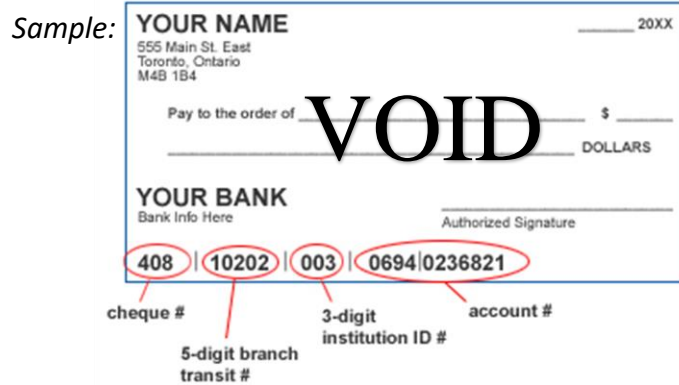 Sample:
YOUR NAME
20XX
555 Main St. East
Toronto, Ontario
M4B 1B4
Pay to the order of VOID $
DOLLARS
YOUR BANK
Bank Info Here
Authorized Signature
408 | 10202 | 003 | 0694|0236821
cheque #
5-digit branch
transit #
3-digit
institution ID #
account #